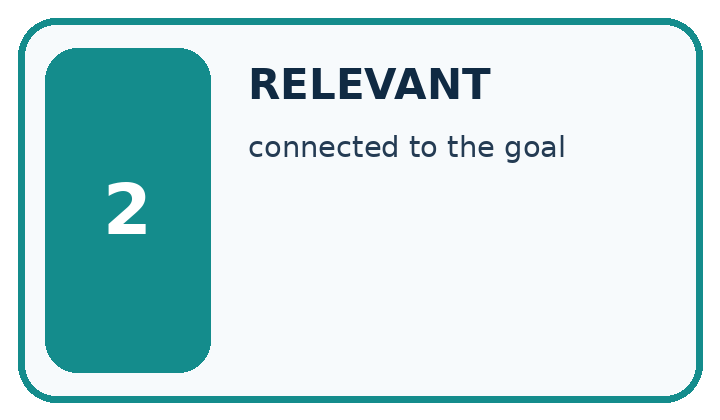 2
RELEVANT
connected to the goal